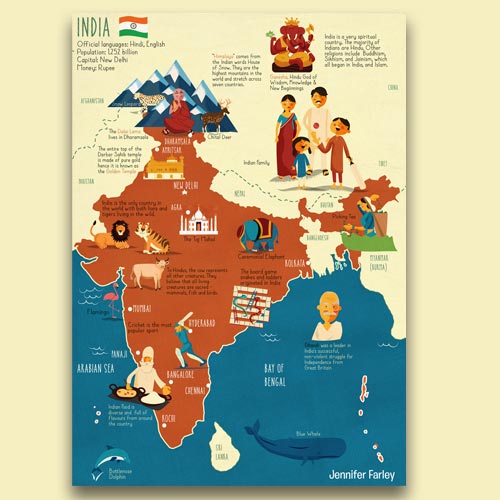 INDIA
Official languages: Hindi, English
Population: 1.252 billion
Capital: New Delhi
Money: Rupee
"Himalaya" comes from
the Indian words House
of Snow. They are the
highest mountains in the
world and stretch across
seven countries.
India is a very spiritual
country. The majority of
Indians are Hindu. Other
religions include Buddhism,
Sikhism, and Jainism, which
all began in India, and Islam.
Ganesha, Hindu God of
Wisdom, Knowledge &
New Beginnings
AFGHANISTAN
CHINA
Snow Leopard
Chital Deer
The Dalai Lama
lives in Dharamsala
DHARAMSALA
AMRITSAR
The entire top of the
Darbar Sahib temple
is made of pure gold
hence it is known as
the Golden Temple
Indian Family
TIBET
PAKISTAN
NEW DELHI
NEPAL
BHUTAN
India is the only country in
the world with both lions and
tigers living in the wild.
AGRA
The Taj Mahal
Picking Tea
BANGLADESH
Ceremonial Elephant
KOLKATA
MYANMAR
(BURMA)
To Hindus, the cow represents
all other creatures. They
believe that all living
creatures are sacred -
mammals, fish and birds.
The board game
snakes and ladders
originated in India
Flamingo
MUMBAI
Cricket is the most
popular sport
HYDERABAD
Gandhi was a leader in
India's successful,
non-violent struggle for
Independence from
Great Britain
PANAJI
ARABIAN SEA
BANGALORE
BAY OF
BENGAL
CHENNAI
Indian Food is
diverse and full of
flavours from around
the country
KOCHI
SRI
LANKA
Blue Whale
Bottlenose
Dolphin
Jennifer Farley